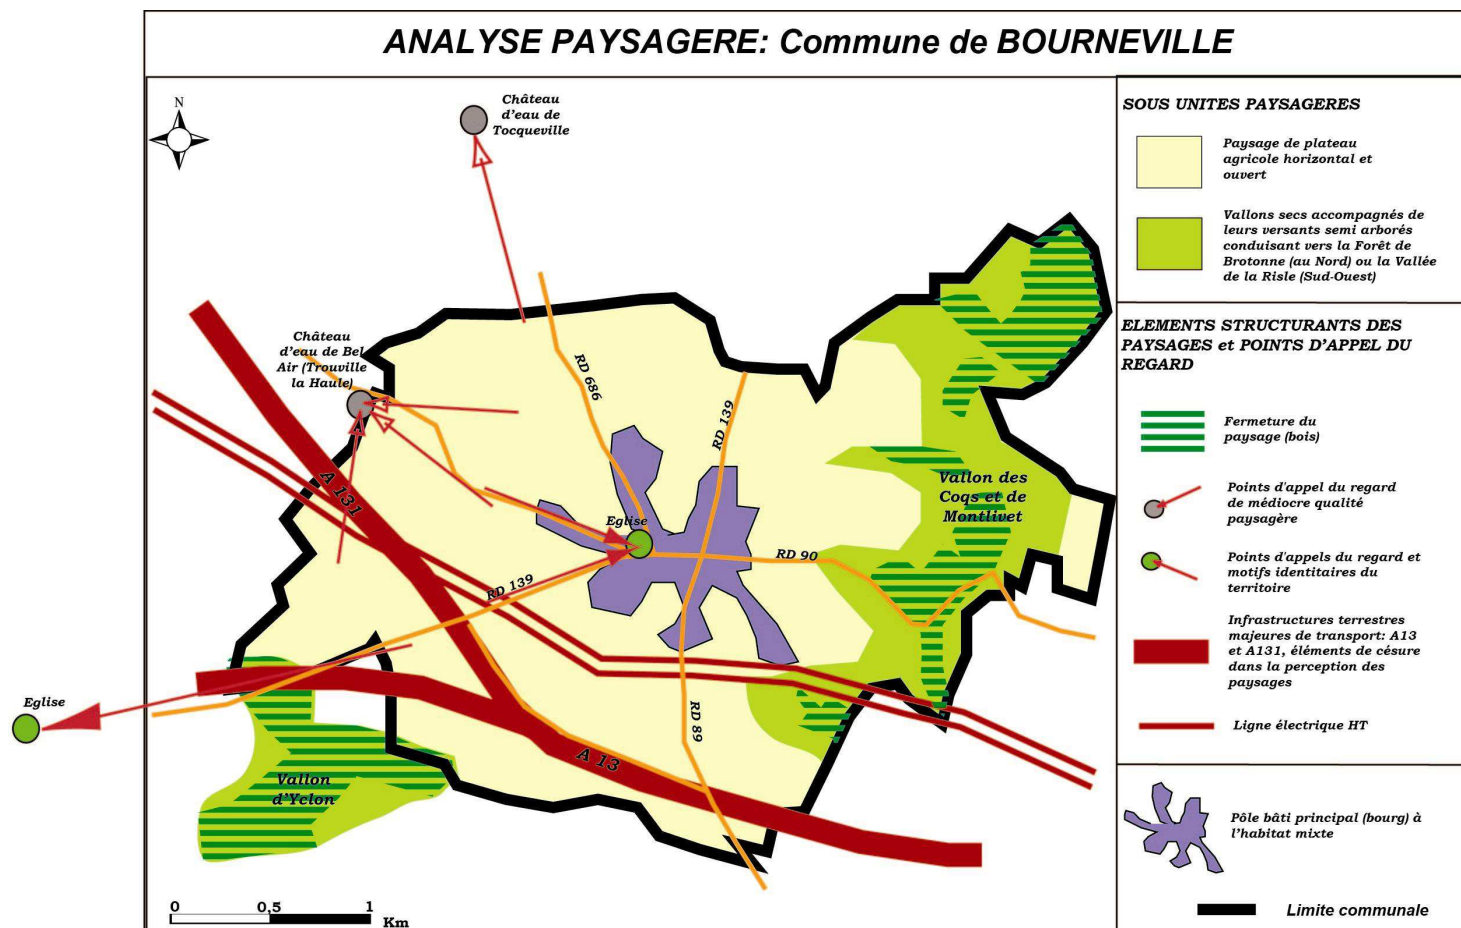 ANALYSE PAYSAGERE: Commune de BOURNEVILLE
N
Château
d'eau de
Tocqueville
Château
d'eau de Bel
Air (Trouville
la Haule)
RD 686
RD 139
A 131
Eglise
Vallon des
Coqs et de
Montlivet
RD 90
RD 139
Eglise
RD 89
A 13
Vallon
d'Yclon
0
0,5
1
Km
SOUS UNITES PAYSAGERES
Paysage de plateau
agricole horizontal et
ouvert
Vallons secs accompagnés de
leurs versants semi arborés
conduisant vers la Forêt de
Brotonne (au Nord) ou la Vallée
de la Risle (Sud-Ouest)
ELEMENTS STRUCTURANTS DES
PAYSAGES et POINTS D'APPEL DU
REGARD
Fermeture du
paysage (bois)
Points d'appel du regard
de médiocre qualité
paysagère
Points d'appels du regard et
motifs identitaires du
territoire
Infrastructures terrestres
majeures de transport: A13
et A131, éléments de césure
dans la perception des
paysages
Ligne électrique HT
Pôle bâti principal (bourg) à
l'habitat mixte
Limite communale